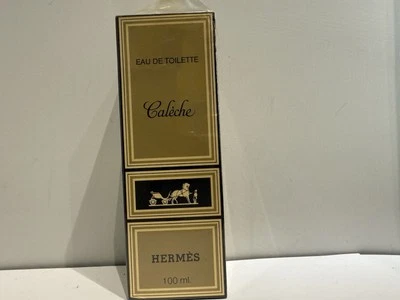 EAU DE TOILETTE
Calèche
HERMÈS
100 ml